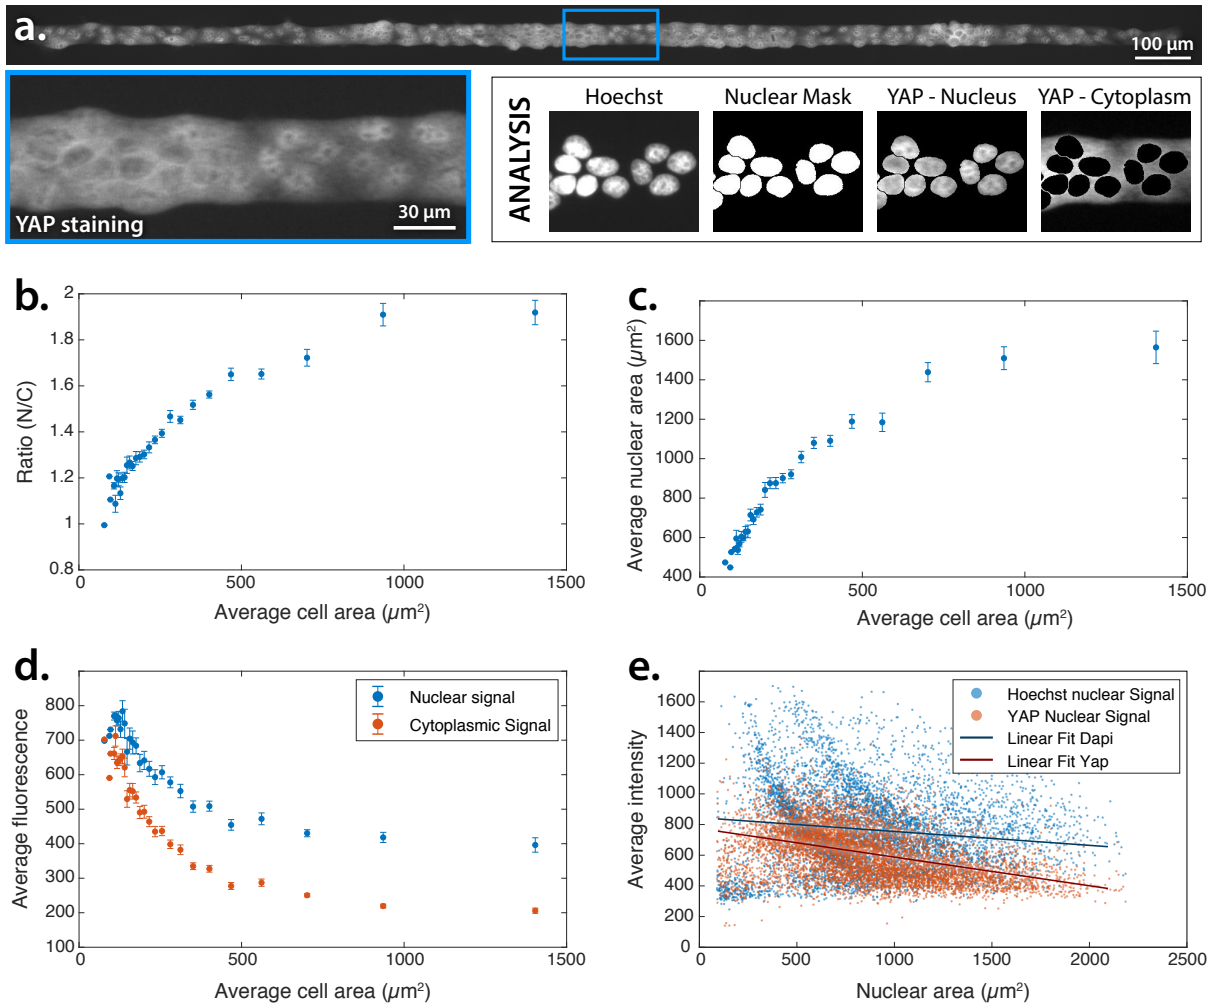 a.
100 µm
YAP staining
30 µm
ANALYSIS
Hoechst
Nuclear Mask
YAP - Nucleus
YAP - Cytoplasm
b.
2
1.8
1.6
1.4
1.2
1
0.8
Ratio (N/C)
0
500
1000
1500
Average cell area (µm²)
c.
1600
1400
1200
1000
800
600
400
Average nuclear area (µm²)
0
500
1000
1500
Average cell area (µm²)
d.
800
700
600
500
400
300
200
100
Average fluorescence
Nuclear signal
Cytoplasmic Signal
0
500
1000
1500
Average cell area (µm²)
e.
1600
1400
1200
1000
800
600
400
200
0
Average intensity
Hoechst nuclear Signal
YAP Nuclear Signal
Linear Fit Dapi
Linear Fit Yap
0
500
1000
1500
2000
2500
Nuclear area (µm²)